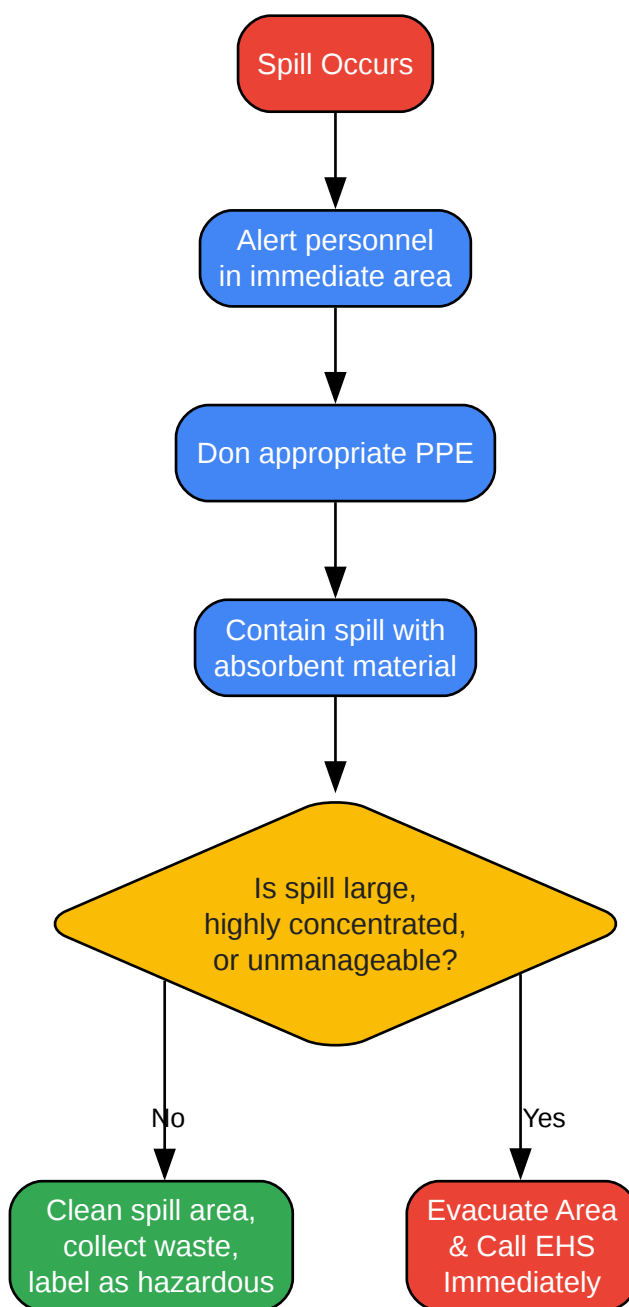 Spill Occurs
Alert personnel
in immediate area
Don appropriate PPE
Contain spill with
absorbent material
Is spill large,
highly concentrated,
or unmanageable?
No
Yes
Clean spill area,
collect waste,
label as hazardous
Evacuate Area
& Call EHS
Immediately